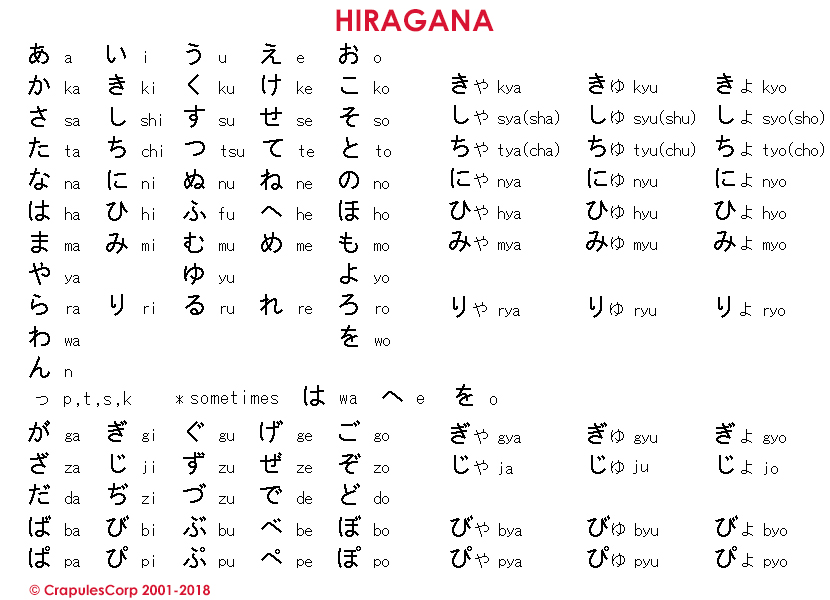 HIRAGANA
あ a い i う u え e お o
か ka き ki く ku け ke こ ko きゃ kya きゅ kyu きょ kyo
さ sa し shi す su せ se そ so しゃ sya(sha) しゅ syu(shu) しょ syo(sho)
た ta ち chi つ tsu て te と to ちゃ tya(cha) ちゅ tyu(chu) ちょ tyo(cho)
な na に ni ぬ nu ね ne の no にゃ nya にゅ nyu にょ nyo
は ha ひ hi ふ fu へ he ほ ho ひゃ hya ひゅ hyu ひょ hyo
ま ma み mi む mu め me も mo みゃ mya みゅ myu みょ myo
や ya ゆ yu よ yo
ら ra り ri る ru れ re ろ ro りゃ rya りゅ ryu りょ ryo
わ wa を wo
ん n
っ p,t,s,k *sometimes は wa へ e を o
が ga ぎ gi ぐ gu げ ge ご go ぎゃ gya ぎゅ gyu ぎょ gyo
ざ za じ ji ず zu ぜ ze ぞ zo じゃ ja じゅ ju じょ jo
だ da ぢ zi づ zu で de ど do
ば ba び bi ぶ bu べ be ぼ bo びゃ bya びゅ byu びょ byo
ぱ pa ぴ pi ぷ pu ぺ pe ぽ po ぴゃ pya ぴゅ pyu ぴょ pyo
© CrapulesCorp 2001-2018